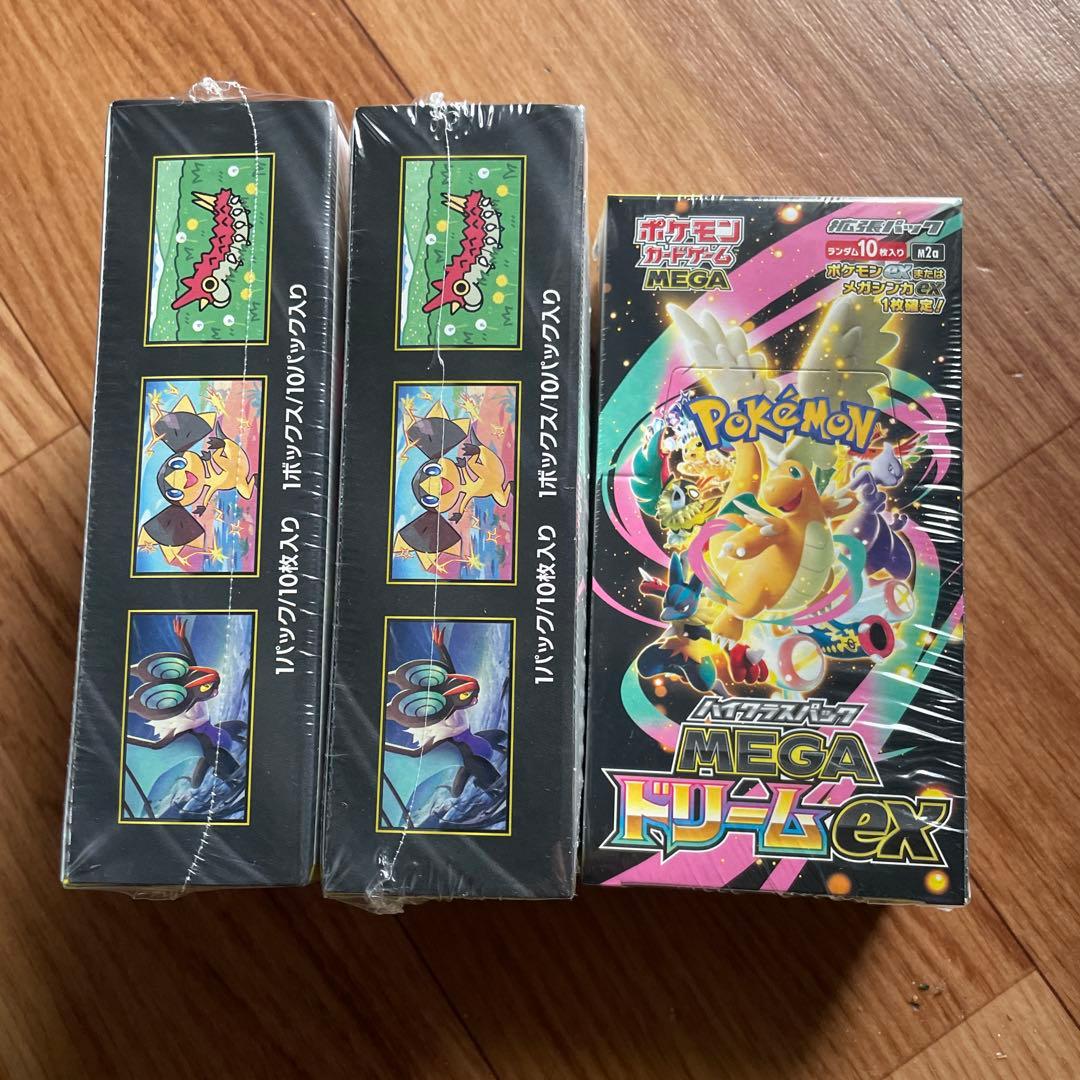 1パック/10枚入り 1ボックス/10パック入り
1パック/10枚入り 1ボックス/10パック入り
ポケモン
カードゲーム
MEGA
拡張パック
ランダム10枚入り m2a
ポケモンexまたは
メガシンカex
1枚確定!
POKéMON
ハイクラスパック
MEGA
ドリームex